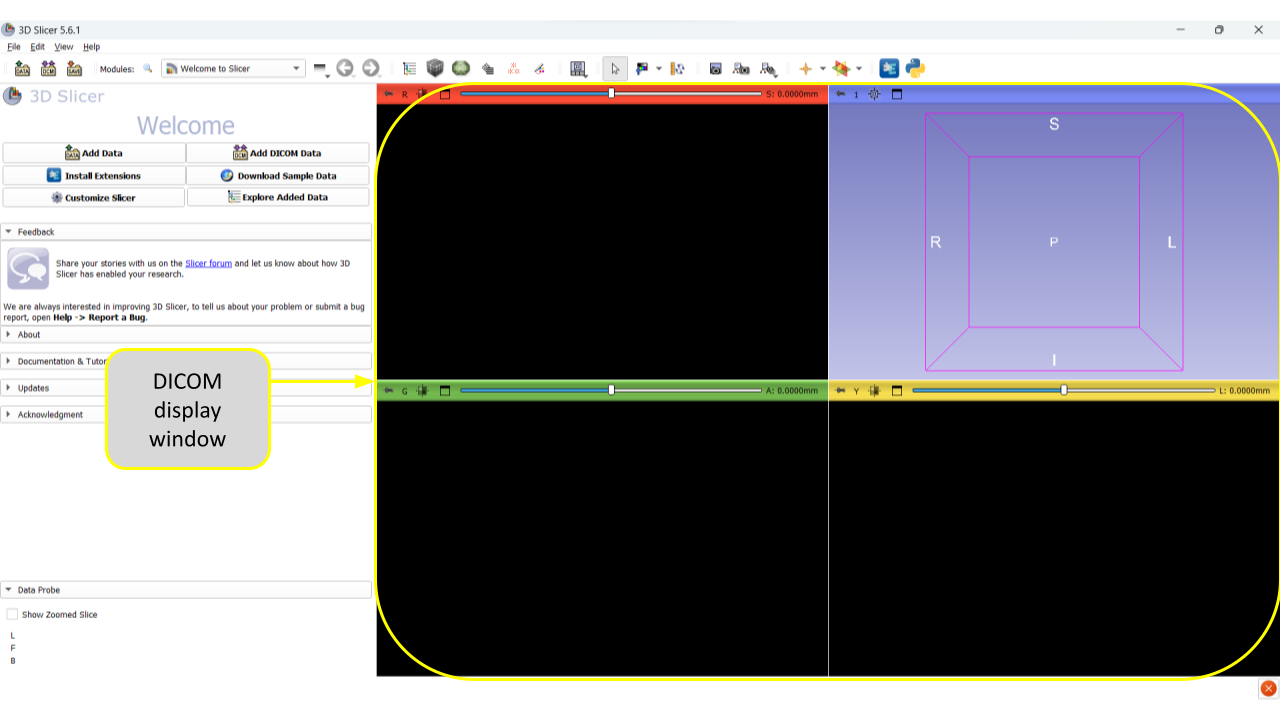 3D Slicer 5.6.1
File Edit View Help
DATA DCM SAVE Modules: Welcome to Slicer
3D Slicer
Welcome
Add Data
Add DICOM Data
Install Extensions
Download Sample Data
Customize Slicer
Explore Added Data
Feedback
Share your stories with us on the Slicer forum and let us know about how 3D
Slicer has enabled your research.
We are always interested in improving 3D Slicer, to tell us about your problem or submit a bug
report, open Help -> Report a Bug.
About
Documentation & Tutor
Updates
Acknowledgment
DICOM
display
window
Data Probe
Show Zoomed Slice
L
F
B
R S: 0.0000mm
1
S
R P L
I
G A: 0.0000mm
Y L: 0.0000mm